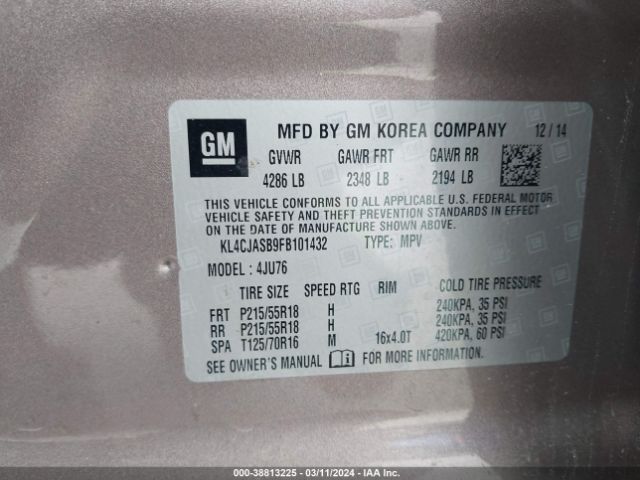 GM
MFD BY GM KOREA COMPANY 12/14
GVWR GAWR FRT GAWR RR
4286 LB 2348 LB 2194 LB
THIS VEHICLE CONFORMS TO ALL APPLICABLE U.S. FEDERAL MOTOR
VEHICLE SAFETY AND THEFT PREVENTION STANDARDS IN EFFECT
ON THE DATE OF MANUFACTURE SHOWN ABOVE.
KL4CJASB9FB101432 TYPE: MPV
MODEL: 4JU76
TIRE SIZE SPEED RTG RIM COLD TIRE PRESSURE
FRT P215/55R18 H 240KPA, 35 PSI
RR P215/55R18 H 240KPA, 35 PSI
SPA T125/70R16 M 16x4.0T 420KPA, 60 PSI
SEE OWNER'S MANUAL FOR MORE INFORMATION.
000-38813225 - 03/11/2024 - IAA Inc.